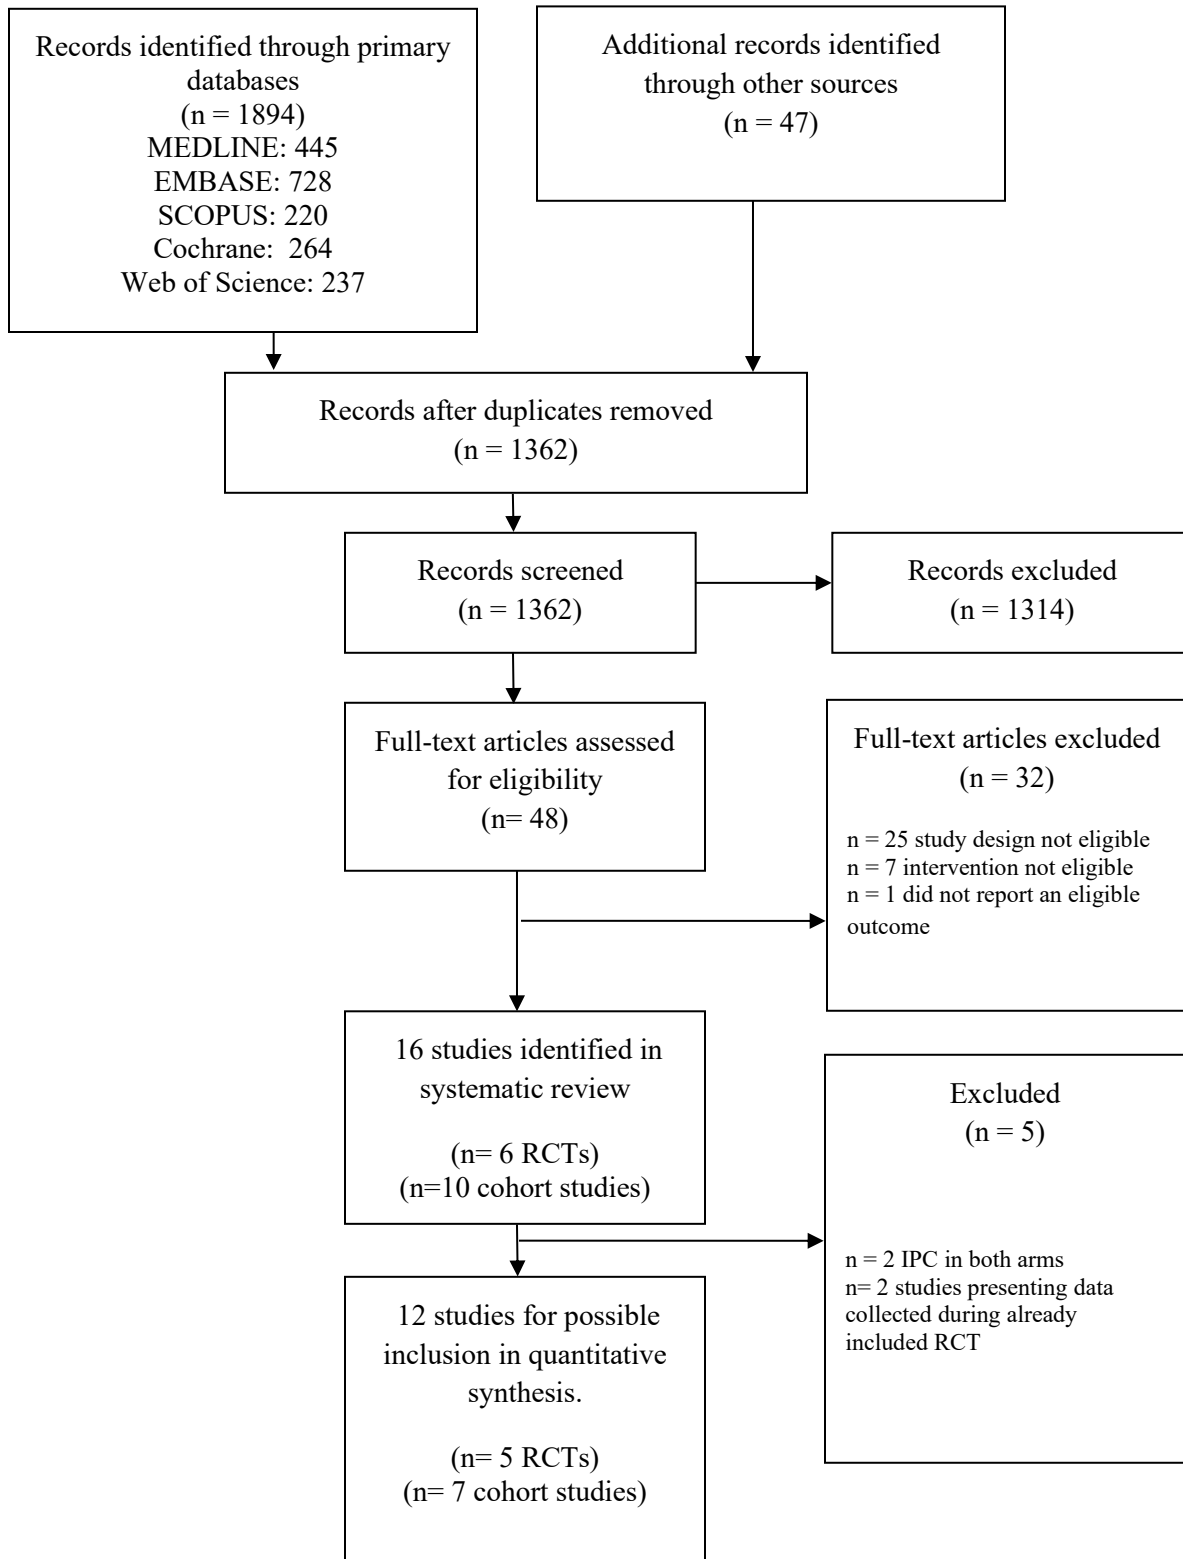 Records identified through primary
databases
(n = 1894)
MEDLINE: 445
EMBASE: 728
SCOPUS: 220
Cochrane:  264
Web of Science: 237
Additional records identified
through other sources
(n = 47)
Records after duplicates removed
(n = 1362)
Records screened
(n = 1362)
Records excluded
(n = 1314)
Full-text articles assessed
for eligibility
(n= 48)
Full-text articles excluded
(n = 32)
n = 25 study design not eligible
n = 7 intervention not eligible
n = 1 did not report an eligible
outcome
16 studies identified in
systematic review
(n= 6 RCTs)
(n=10 cohort studies)
Excluded
(n = 5)
n = 2 IPC in both arms
n= 2 studies presenting data
collected during already
included RCT
12 studies for possible
inclusion in quantitative
synthesis.
(n= 5 RCTs)
(n= 7 cohort studies)